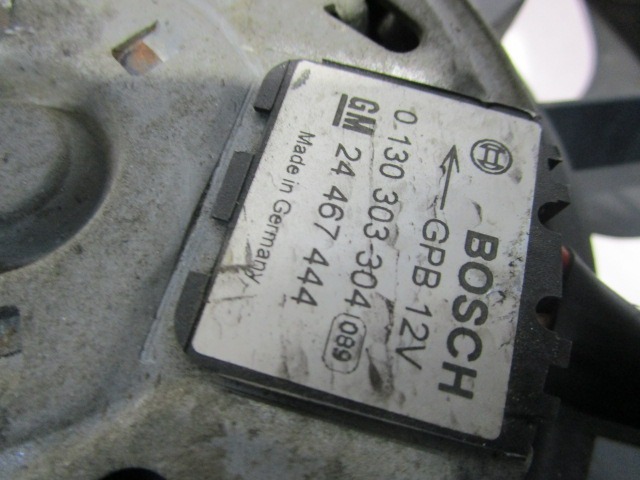 BOSCH
GPB 12V
0 130 303 304 089
GM 24 467 444
Made in Germany